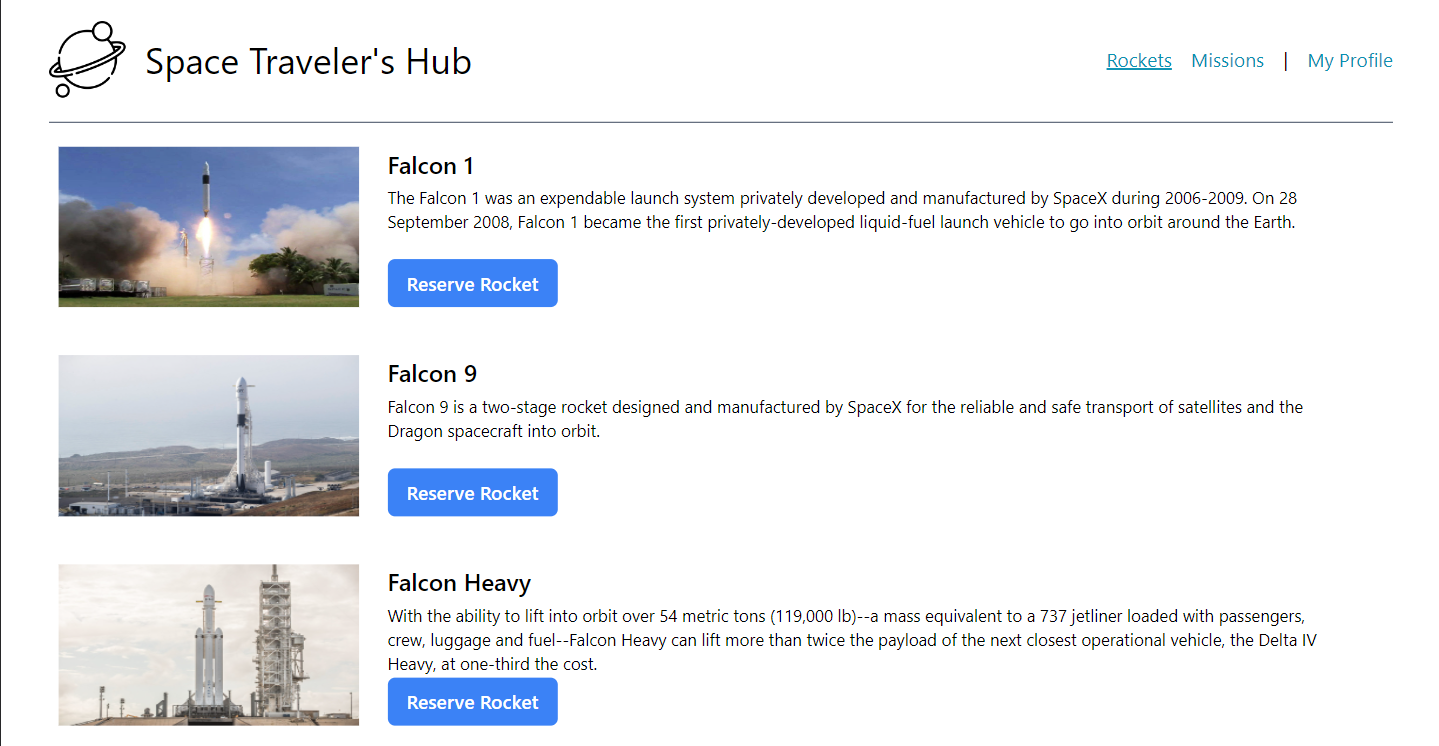 Space Traveler's Hub
Rockets Missions | My Profile
Falcon 1
The Falcon 1 was an expendable launch system privately developed and manufactured by SpaceX during 2006-2009. On 28
September 2008, Falcon 1 became the first privately-developed liquid-fuel launch vehicle to go into orbit around the Earth.
Reserve Rocket
Falcon 9
Falcon 9 is a two-stage rocket designed and manufactured by SpaceX for the reliable and safe transport of satellites and the
Dragon spacecraft into orbit.
Reserve Rocket
Falcon Heavy
With the ability to lift into orbit over 54 metric tons (119,000 lb)--a mass equivalent to a 737 jetliner loaded with passengers,
crew, luggage and fuel--Falcon Heavy can lift more than twice the payload of the next closest operational vehicle, the Delta IV
Heavy, at one-third the cost.
Reserve Rocket